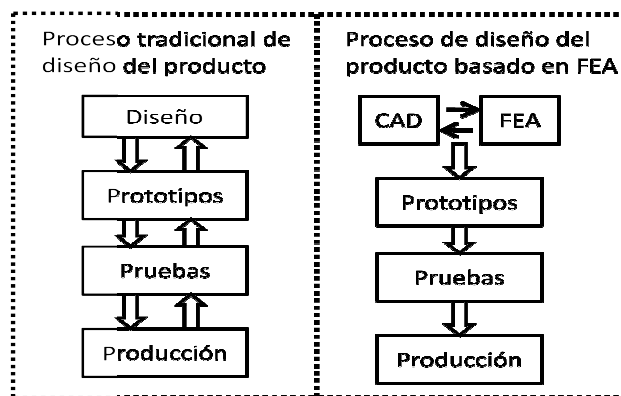 Proceso tradicional de
diseño del producto
Diseño
Prototipos
Pruebas
Producción
Proceso de diseño del
producto basado en FEA
CAD
FEA
Prototipos
Pruebas
Producción